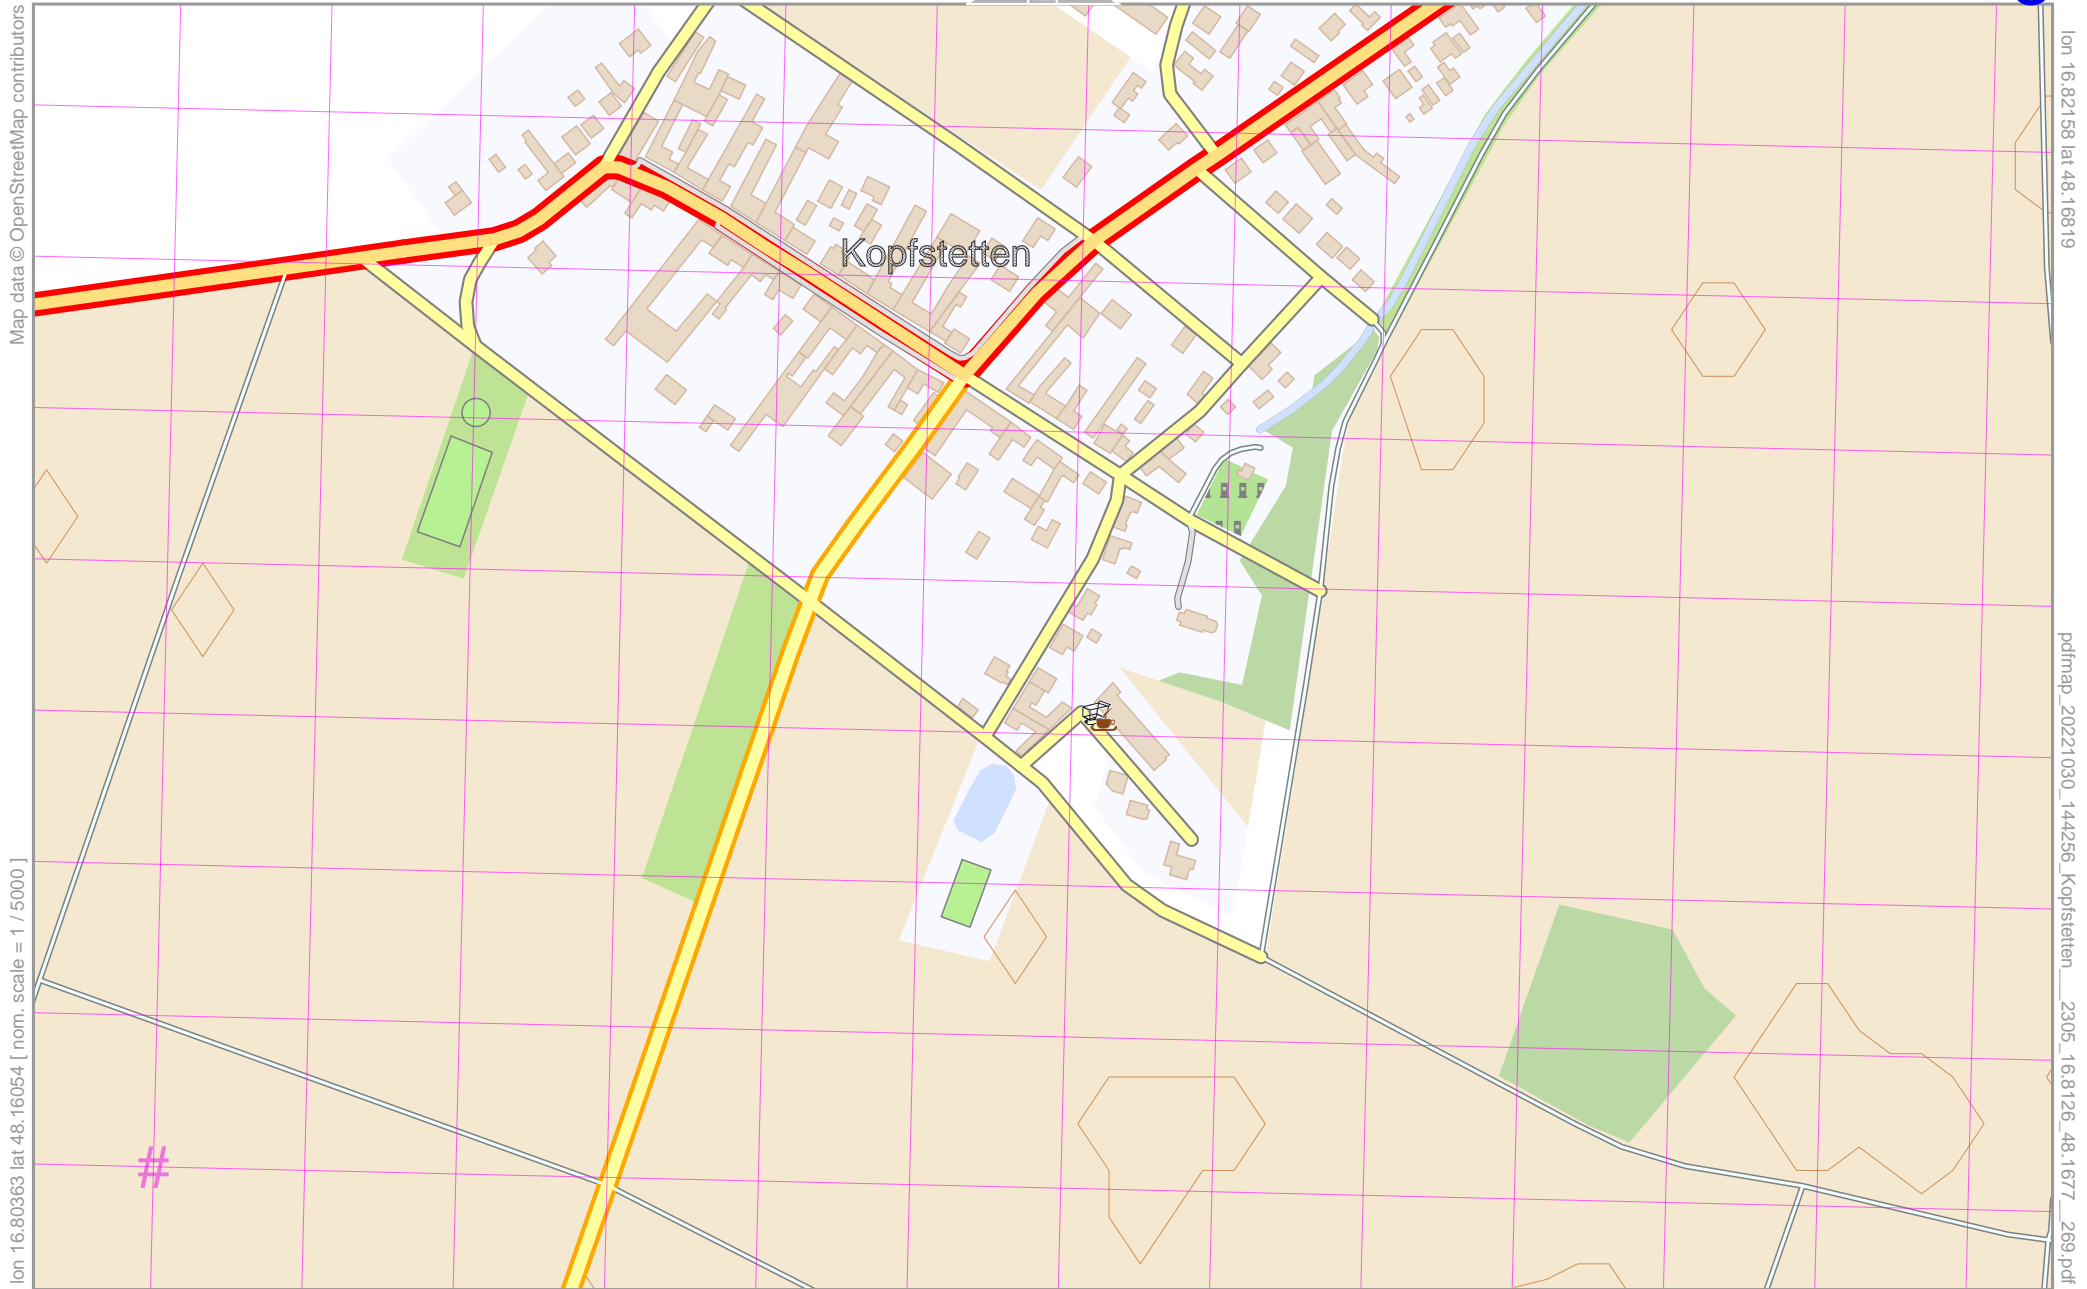 Map data © OpenStreetMap contributors
lon 16.80363 lat 48.16054 [ nom. scale = 1 / 5000 ]
Kopfstetten
#
lon 16.82158 lat 48.16819
pdfmap_20221030_144256_Kopfstetten___2305_16.8126_48.1677__269.pdf